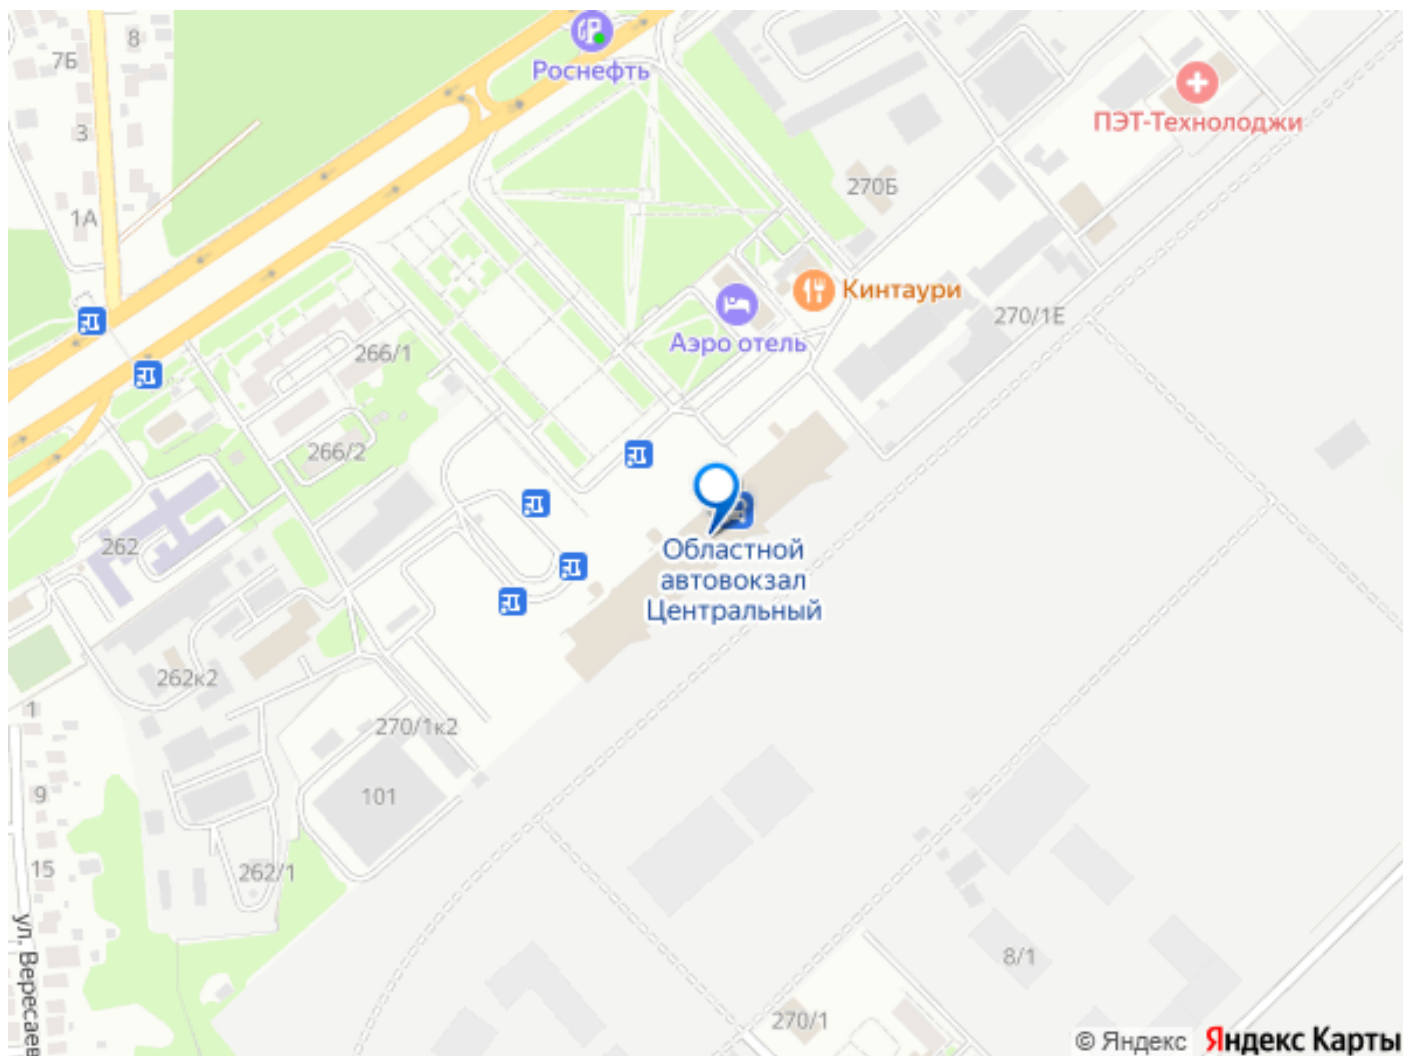 8
7Б
Роснефть
3
ПЭТ-Технолоджи
270Б
1А
Кинтаури
270/1Е
Аэро отель
266/1
266/2
262
Областной
автовокзал
Центральный
262к2
1
270/1к2
9
101
15
262/1
ул. Вересаев
8/1
270/1
© Яндекс Яндекс Карты